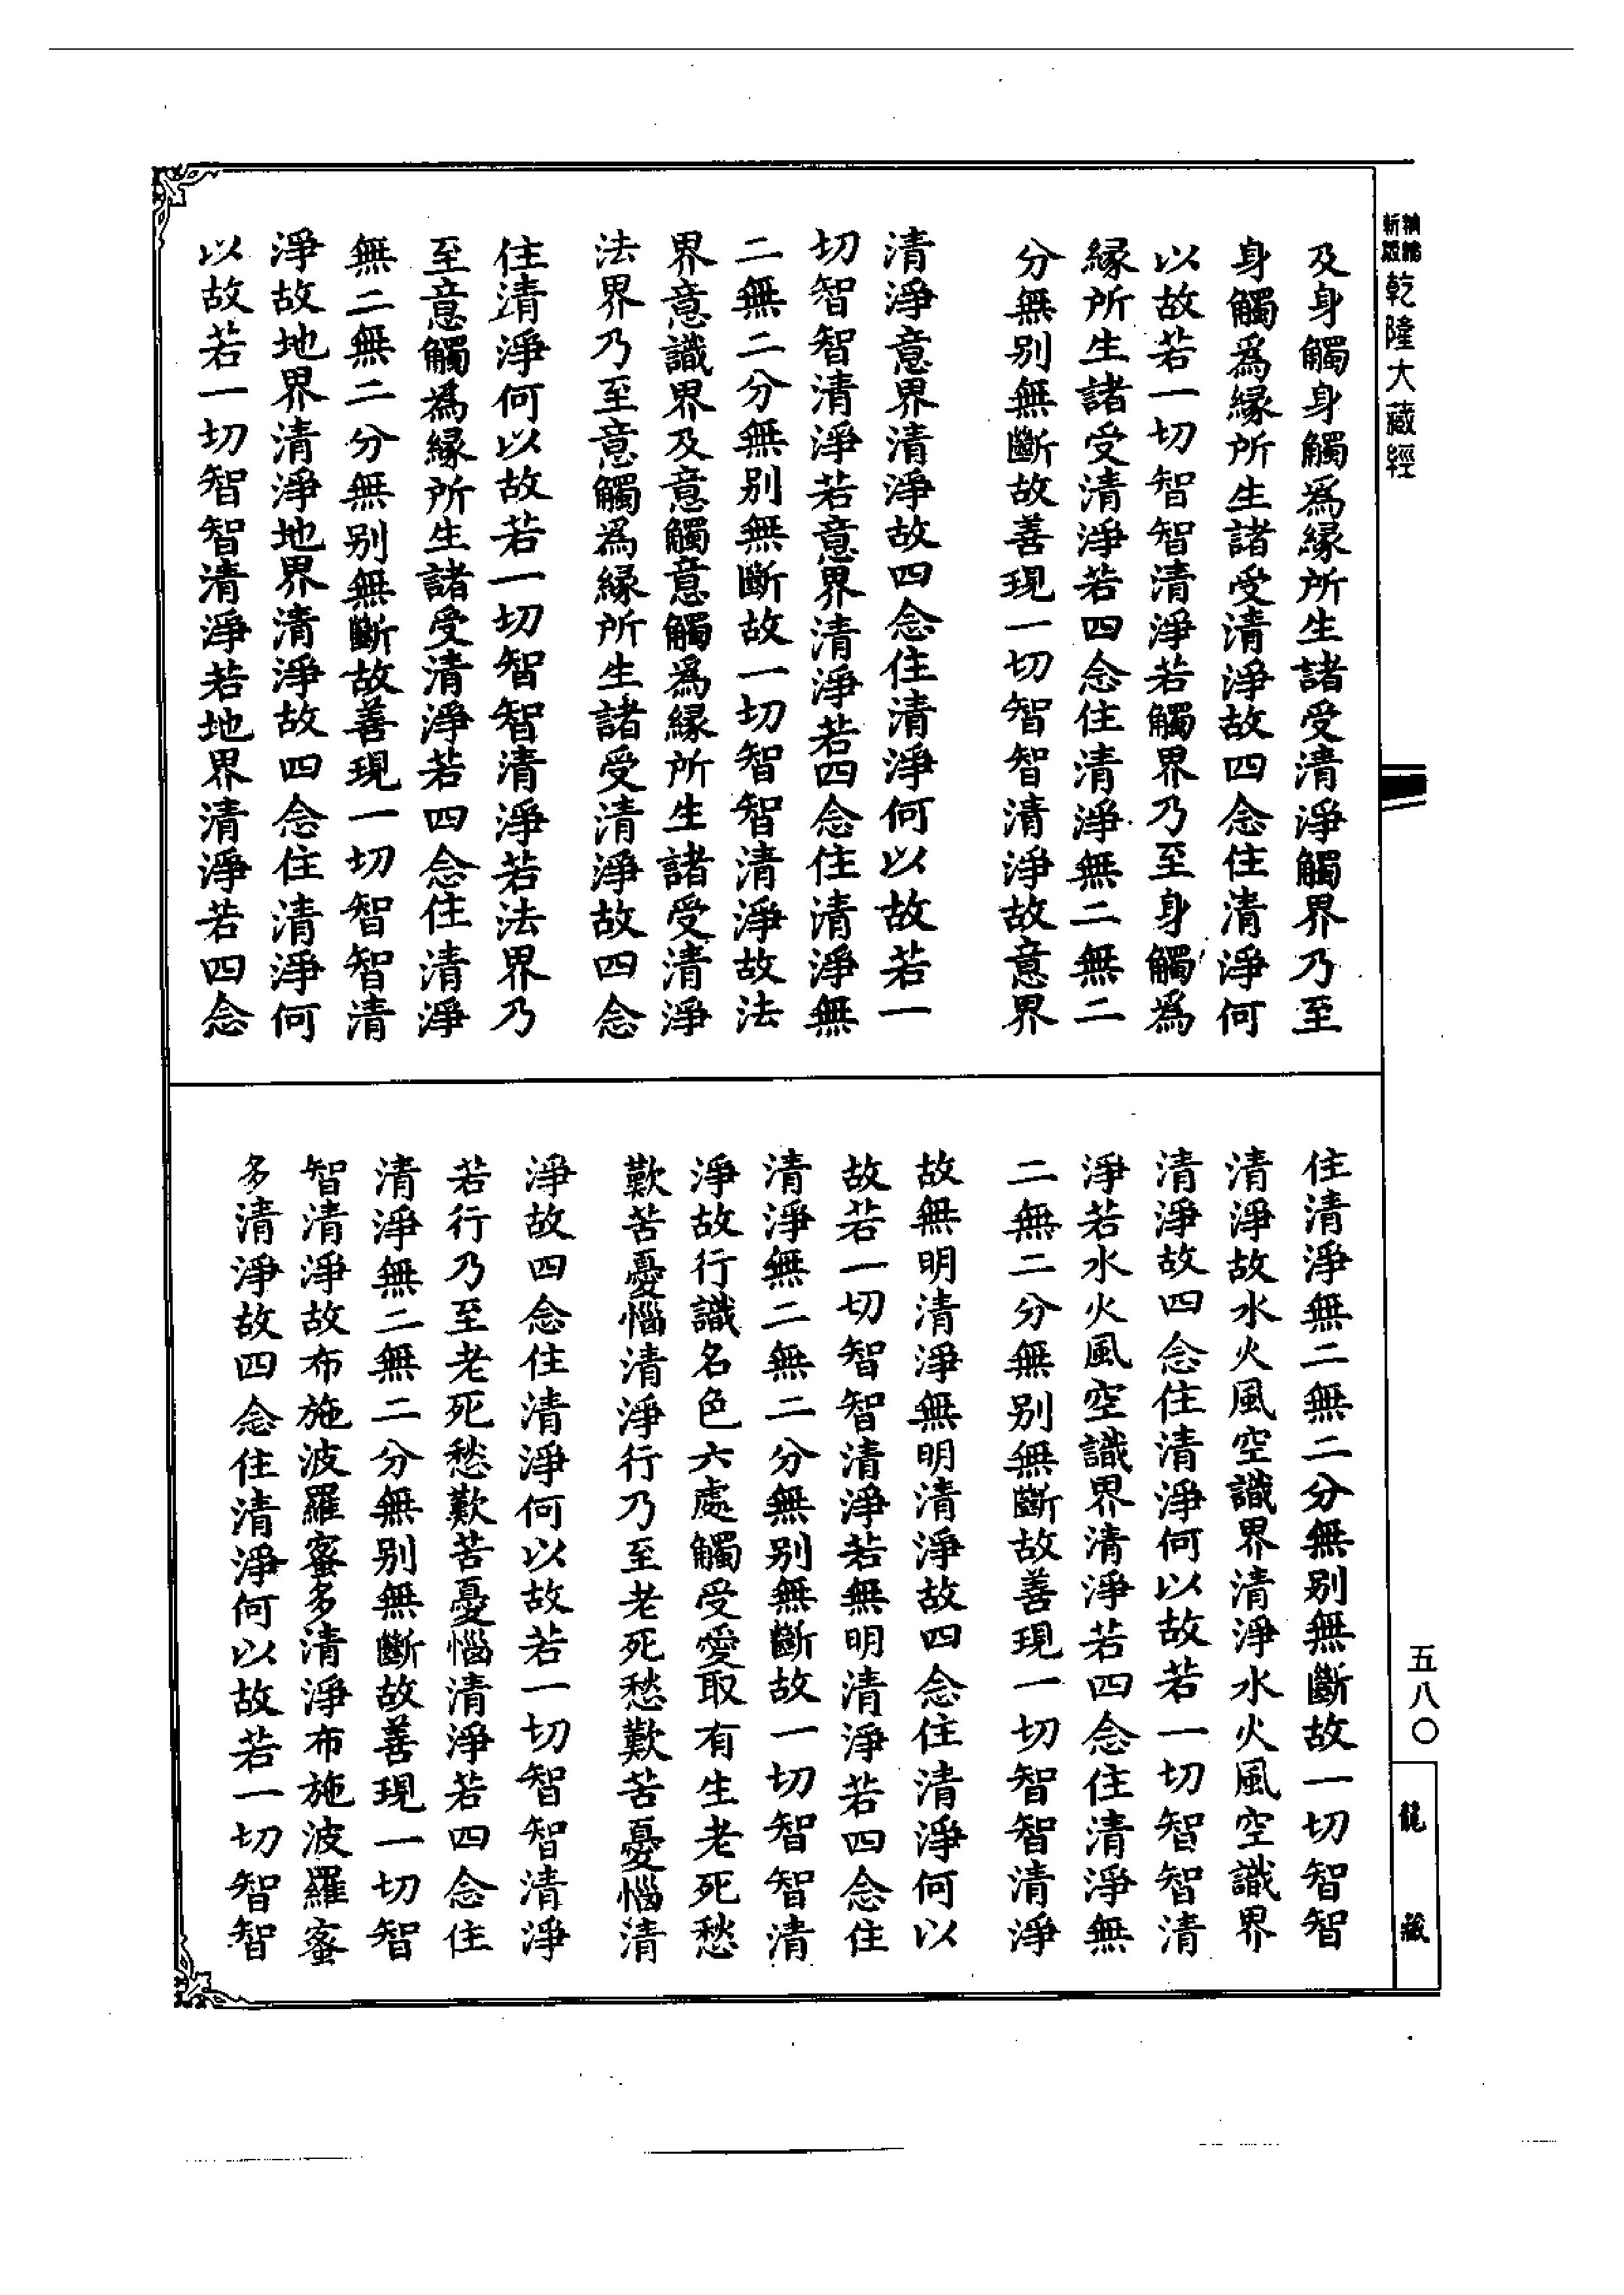 新版
乾隆大藏經
及身觸身觸為緣所生諸受清淨觸界乃至
身觸為緣所生諸受清淨故四念住清淨何
以故若一切智智清淨若觸界乃至身觸為
緣所生諸受清淨若四念住清淨無二無二
分無别無斷故善現一切智智清淨故意界
清淨意界清淨故四念住清淨何以故若一
切智智清淨若意界清淨若四念住清淨無
二無二分無别無斷故一切智智清淨故法
界意識界及意觸意觸為緣所生諸受清淨
法界乃至意觸為緣所生諸受清淨故四念
住清淨何以故若一切智智清淨若法界乃
至意觸為緣所生諸受清淨若四念住清淨
無二無二分無别無斷故善現一切智智清
淨故地界清淨地界清淨故四念住清淨何
以故若一切智智清淨若地界清淨若四念
住清淨無二無二分無别無斷故一切智智
清淨故水火風空識界清淨水火風空識界
清淨故四念住清淨何以故若一切智智清
淨若水火風空識界清淨若四念住清淨無
二無二分無别無斷故善現一切智智清淨
故無明清淨無明清淨故四念住清淨何以
故若一切智智清淨若無明清淨若四念住
清淨無二無二分無别無斷故一切智智清
淨故行識名色六處觸受愛取有生老死愁
歎苦憂惱清淨行乃至老死愁歎苦憂惱清
淨故四念住清淨何以故若一切智智清淨
若行乃至老死愁歎苦憂惱清淨若四念住
清淨無二無二分無别無斷故善現一切智
智清淨故布施波羅蜜多清淨布施波羅蜜
多清淨故四念住清淨何以故若一切智智
五八〇
龍藏